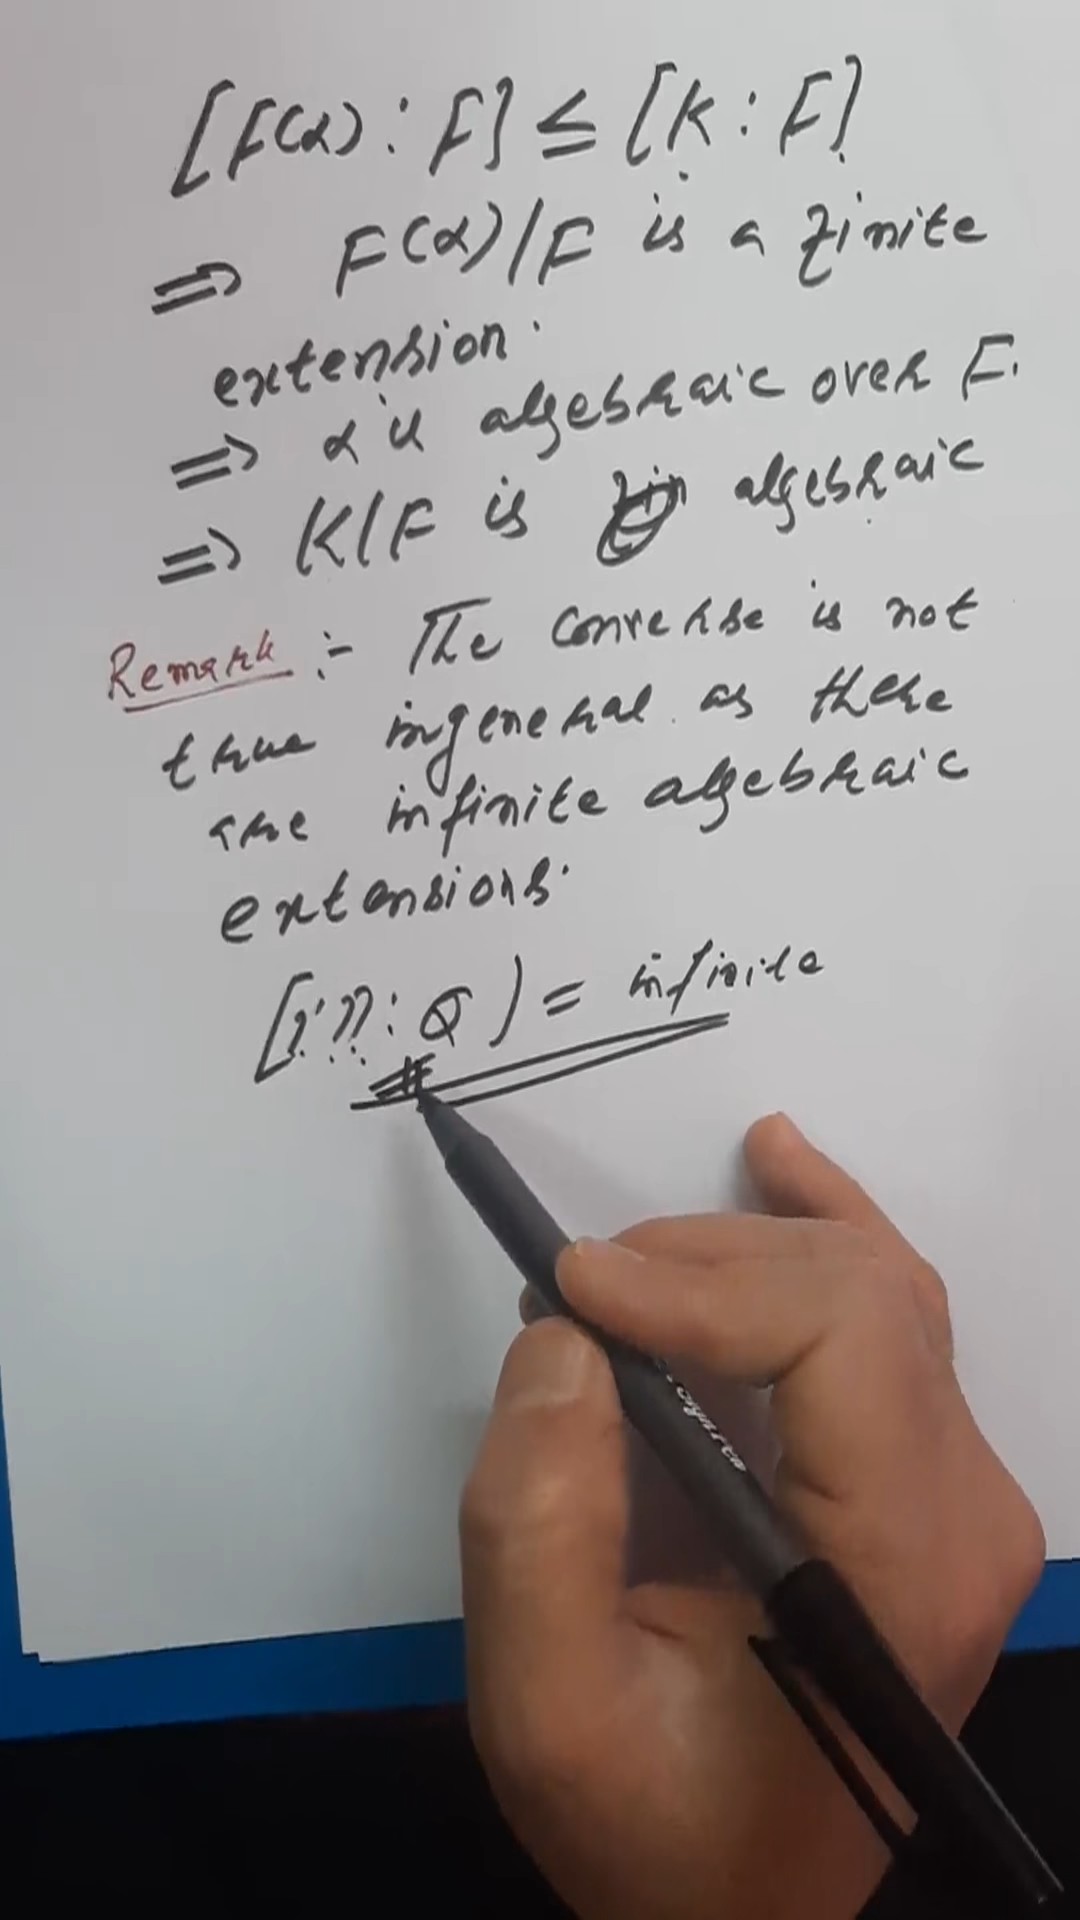 [F(α) : F] ≤ [K : F]
⇒ F(α)/F is a finite
extension.
⇒ α is algebraic over F.
⇒ K/F is algebraic
Remark :- The converse is not
true in general as there
are infinite algebraic
extensions.
[??? : Q] = infinite